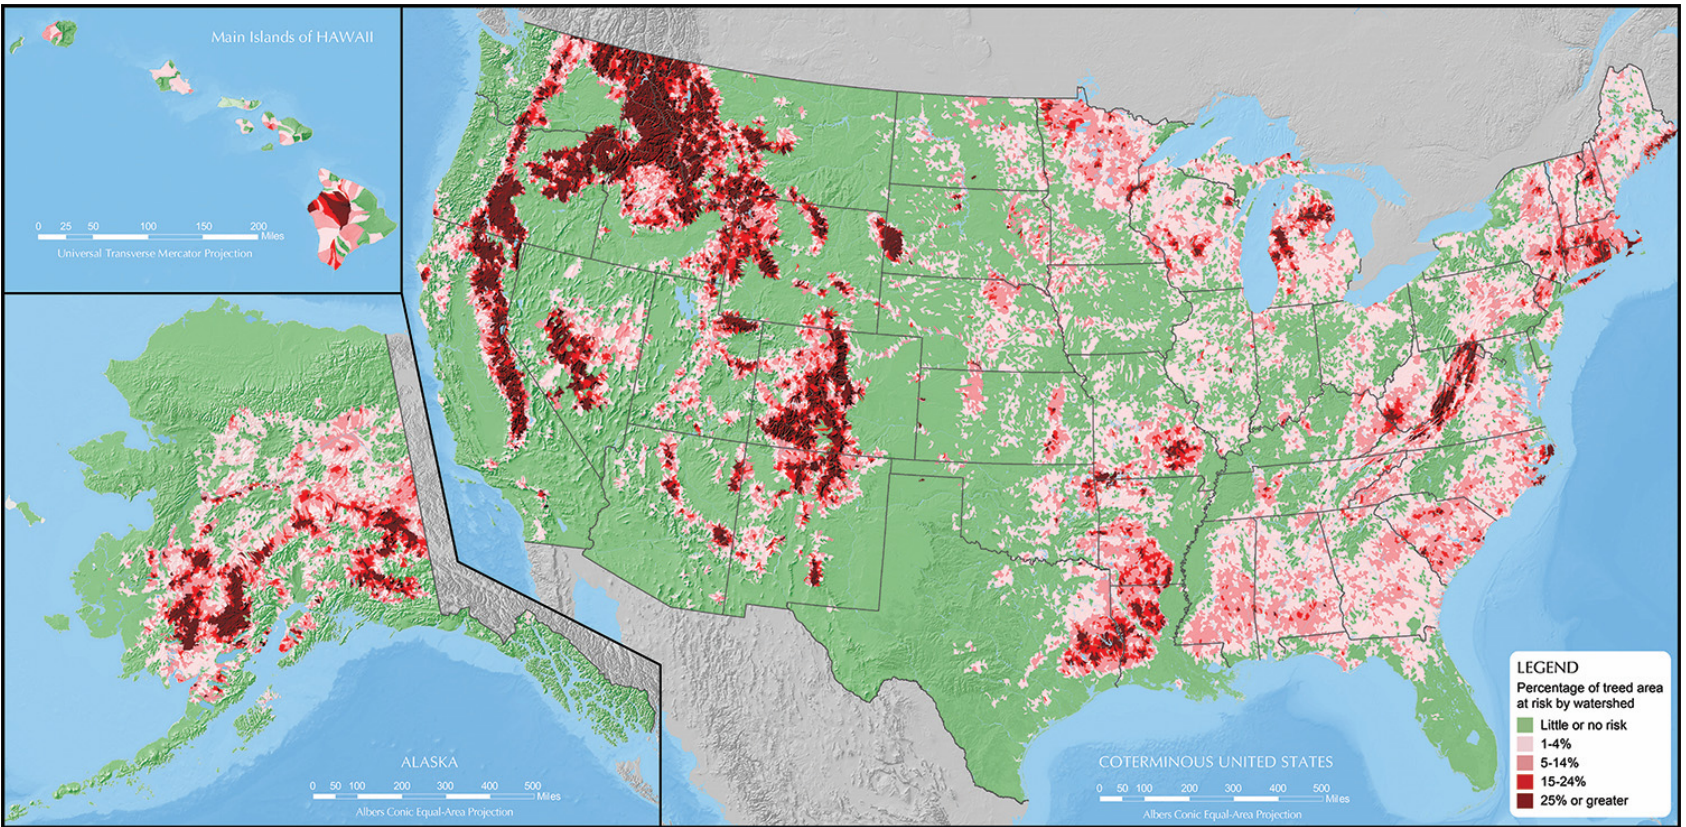 Main Islands of HAWAII
0 25 50 100 150 200
Miles
Universal Transverse Mercator Projection
ALASKA
0 50 100 200 300 400 500
Miles
Albers Conic Equal-Area Projection
COTERMINOUS UNITED STATES
0 50 100 200 300 400 500
Miles
Albers Conic Equal-Area Projection
LEGEND
Percentage of treed area
at risk by watershed
Little or no risk
1-4%
5-14%
15-24%
25% or greater